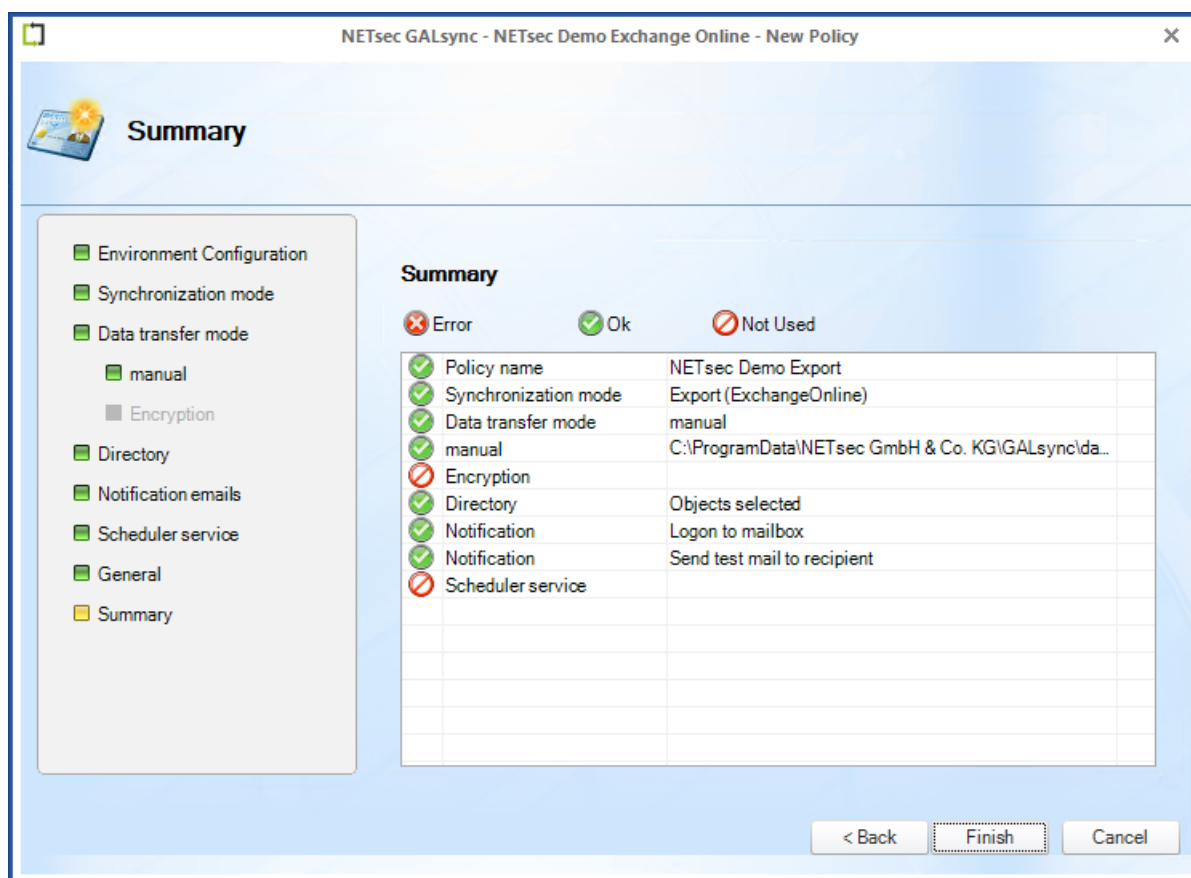 NETsec GALsync - NETsec Demo Exchange Online - New Policy
Summary
Environment Configuration
Synchronization mode
Data transfer mode
manual
Encryption
Directory
Notification emails
Scheduler service
General
Summary
Summary
Error Ok Not Used
Policy name NETsec Demo Export
Synchronization mode Export (ExchangeOnline)
Data transfer mode manual
manual C:\ProgramData\NETsec GmbH & Co. KG\GALsync\da...
Encryption
Directory Objects selected
Notification Logon to mailbox
Notification Send test mail to recipient
Scheduler service
< Back Finish Cancel